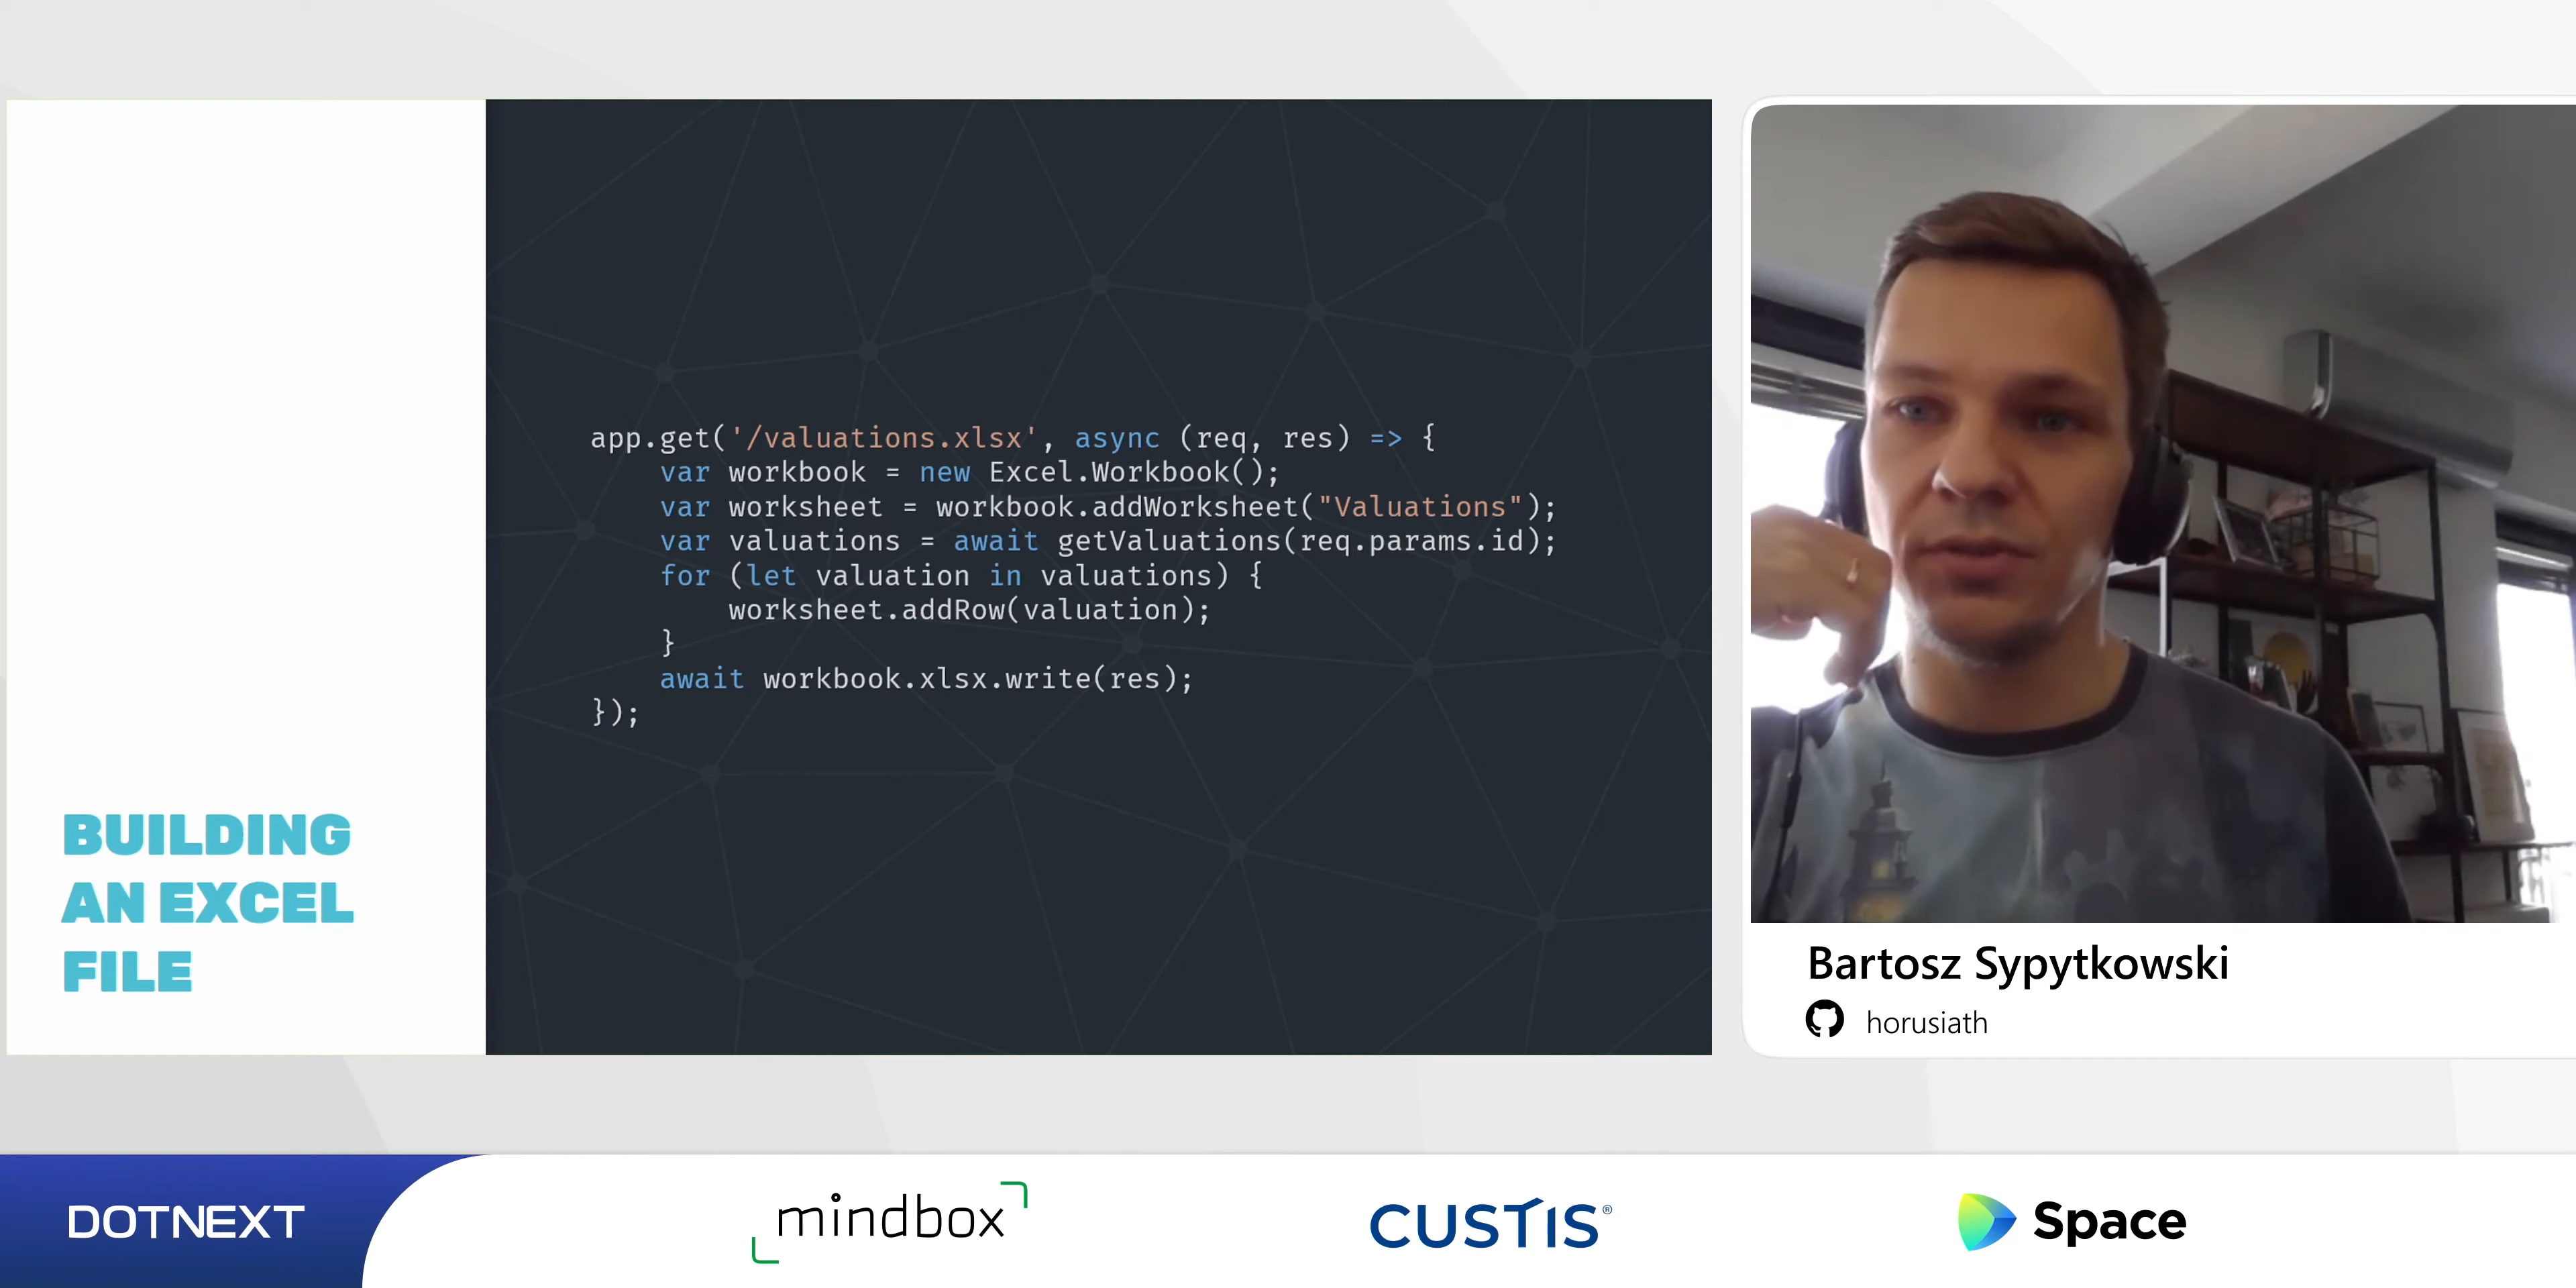 BUILDING
AN EXCEL
FILE
app.get('/valuations.xlsx', async (req, res) => {
    var workbook = new Excel.Workbook();
    var worksheet = workbook.addWorksheet("Valuations");
    var valuations = await getValuations(req.params.id);
    for (let valuation in valuations) {
        worksheet.addRow(valuation);
    }
    await workbook.xlsx.write(res);
});
Bartosz Sypytkowski
horusiath
DOTNEXT
mindbox
CUSTIS®
Space